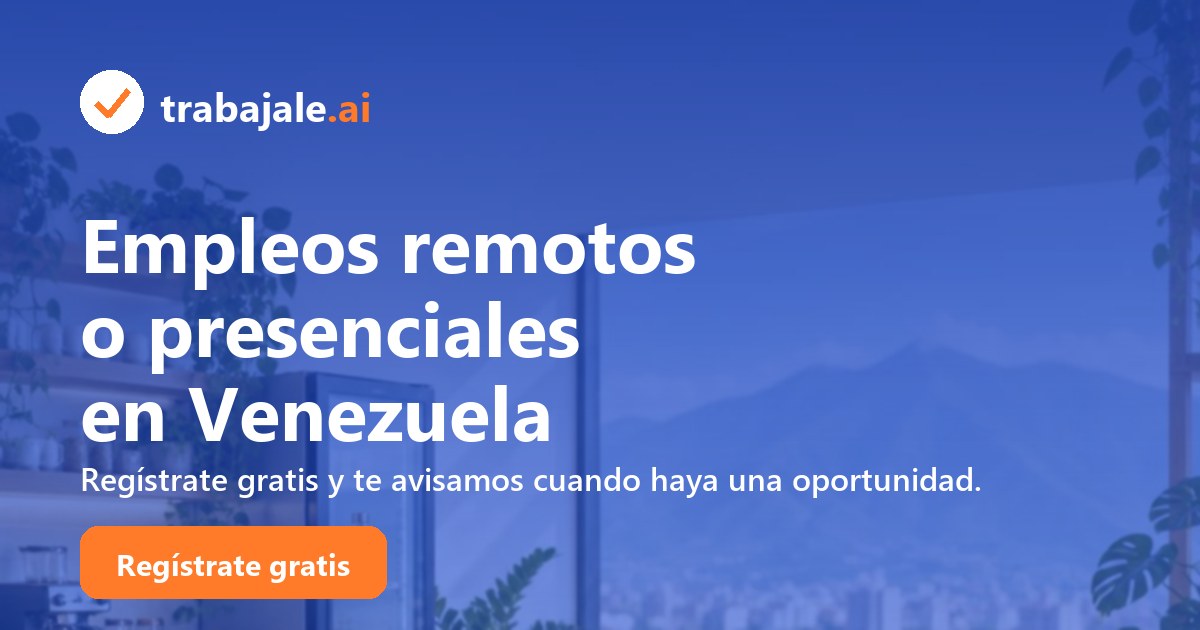 trabajale.ai
Empleos remotos
o presenciales
en Venezuela
Regístrate gratis y te avisamos cuando haya una oportunidad.
Regístrate gratis